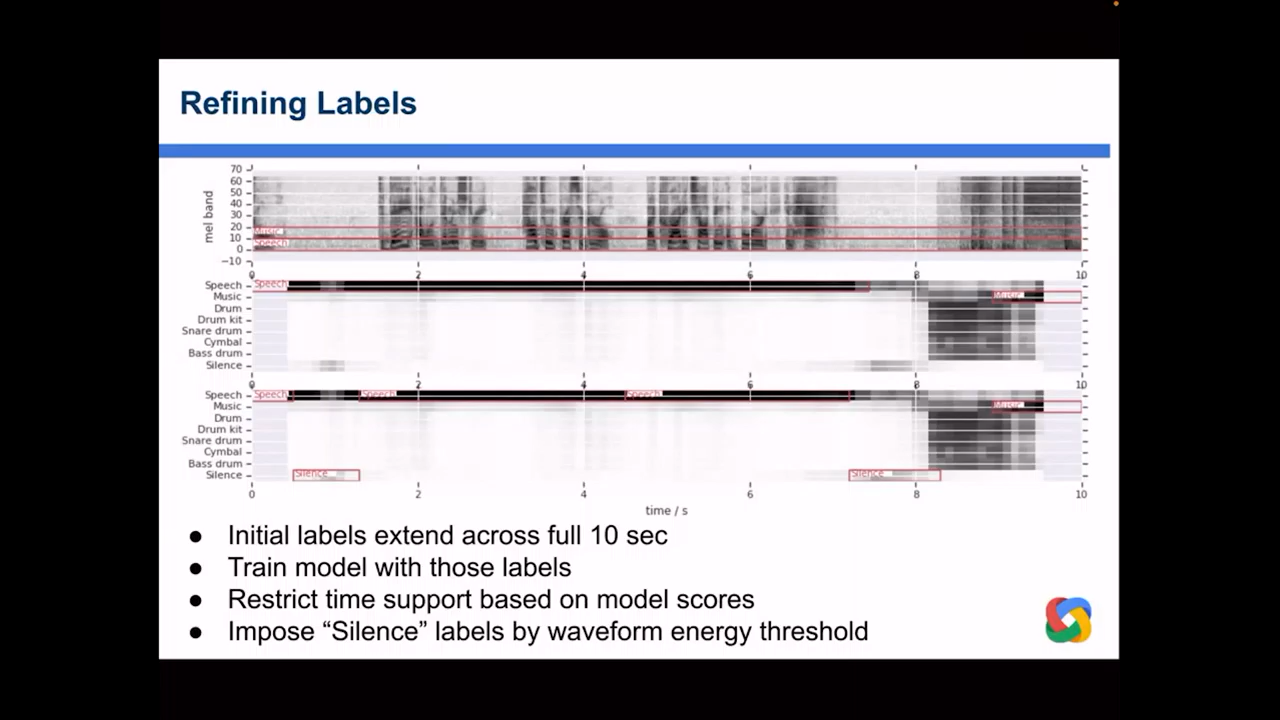 Refining Labels
70
60
50
40
30
20
10
0
−10
mel band
Music
Speech
0 2 4 6 8 10
Speech
Music
Drum
Drum kit
Snare drum
Cymbal
Bass drum
Silence
Speech
Music
0 2 4 6 8 10
Speech
Music
Drum
Drum kit
Snare drum
Cymbal
Bass drum
Silence
Speech Speech Speech
Music
Silence Silence
0 2 4 6 8 10
time / s
● Initial labels extend across full 10 sec
● Train model with those labels
● Restrict time support based on model scores
● Impose “Silence” labels by waveform energy threshold